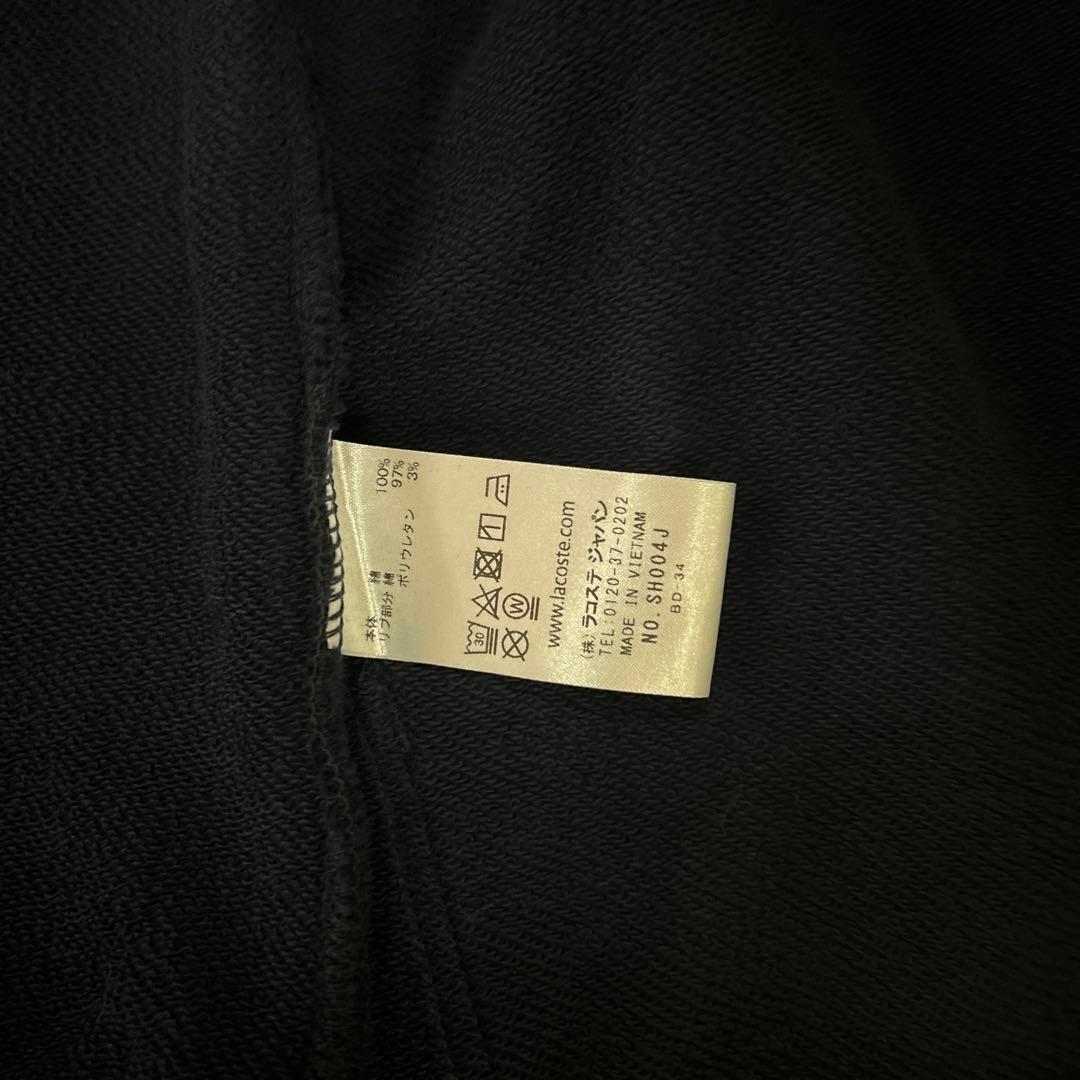 本体 綿 100%
リブ部分 綿 97%
ポリウレタン 3%
30
W
www.lacoste.com
(株) ラコステ ジャパン
TEL:0120-37-0202
MADE IN VIETNAM
NO.SH004J
BD-34